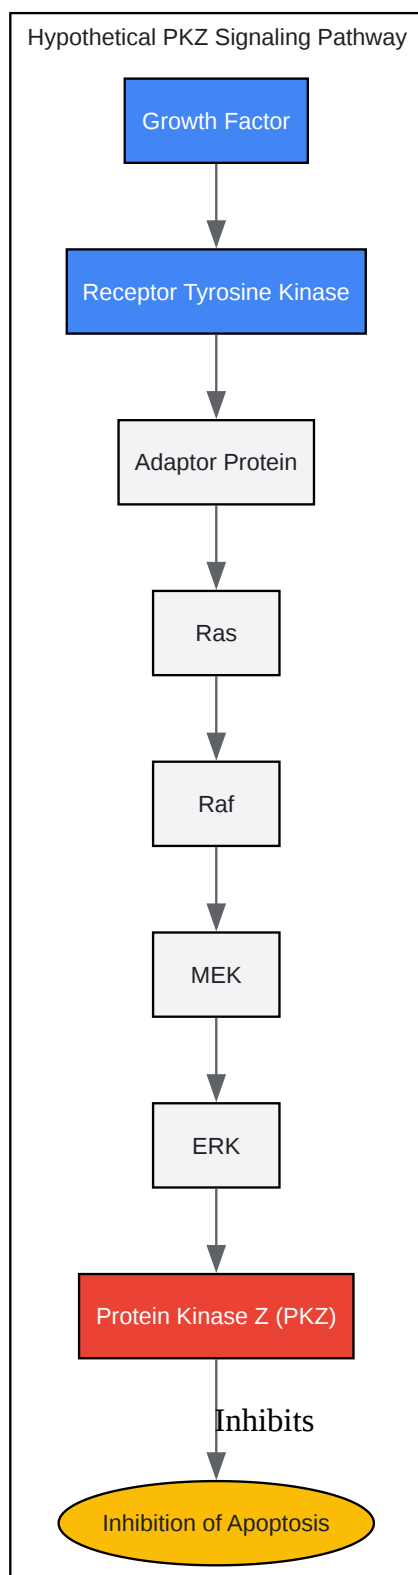 Hypothetical PKZ Signaling Pathway
Growth Factor
Receptor Tyrosine Kinase
Adaptor Protein
Ras
Raf
MEK
ERK
Protein Kinase Z (PKZ)
Inhibits
Inhibition of Apoptosis